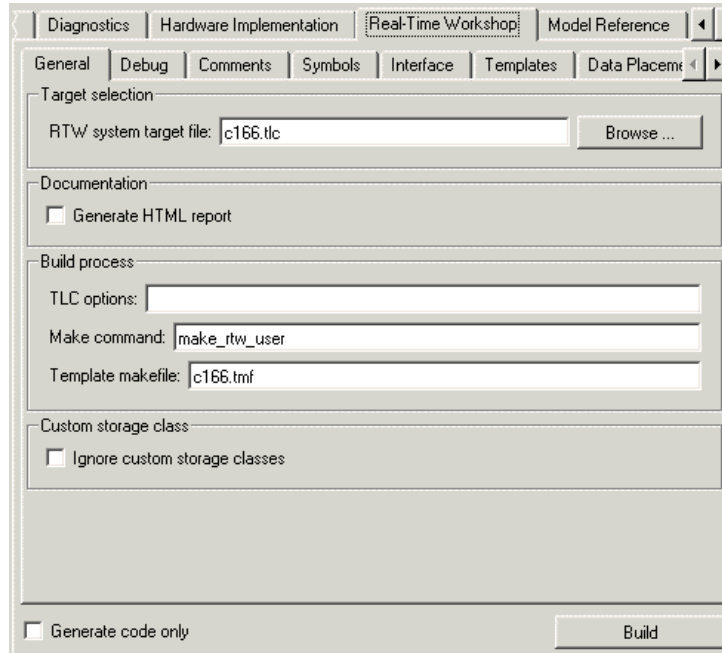 Diagnostics Hardware Implementation Real-Time Workshop Model Reference
General Debug Comments Symbols Interface Templates Data Placeme
Target selection
RTW system target file: c166.tlc Browse ...
Documentation
Generate HTML report
Build process
TLC options:
Make command: make_rtw_user
Template makefile: c166.tmf
Custom storage class
Ignore custom storage classes
Generate code only Build